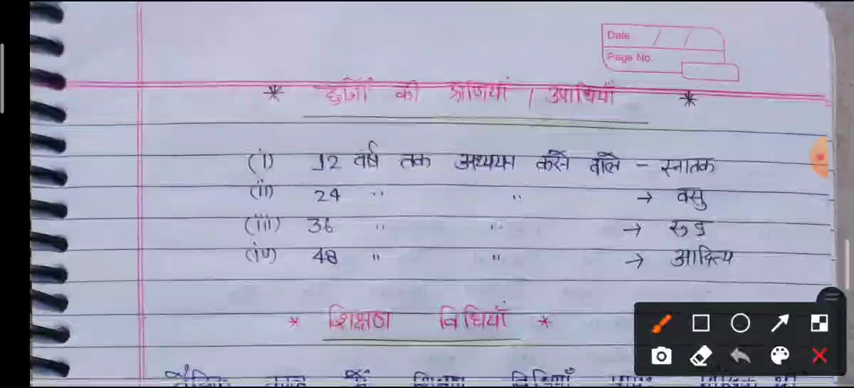 Date / /
Page No.
* छात्रों की श्रेणियां / उपाधियाँ *
(i) 12 वर्ष तक अध्ययन करने वाले - स्नातक
(ii) 24 " " → वसु
(iii) 36 " " → रूद्र
(iv) 48 " " → आदित्य
* शिक्षण विधियाँ *